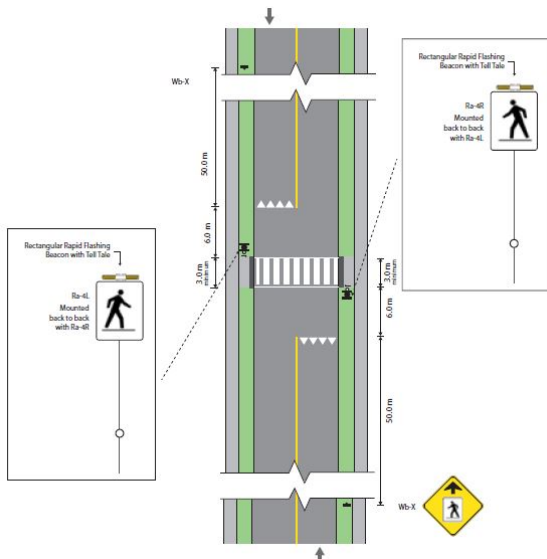 Wb-X
50.0 m
6.0 m
3.0 m
minimum
Rectangular Rapid Flashing
Beacon with Tell Tale
Ra-4R
Mounted
back to back
with Ra-4L
Rectangular Rapid Flashing
Beacon with Tell Tale
Ra-4L
Mounted
back to back
with Ra-4R
3.0 m
minimum
6.0 m
50.0 m
Wb-X